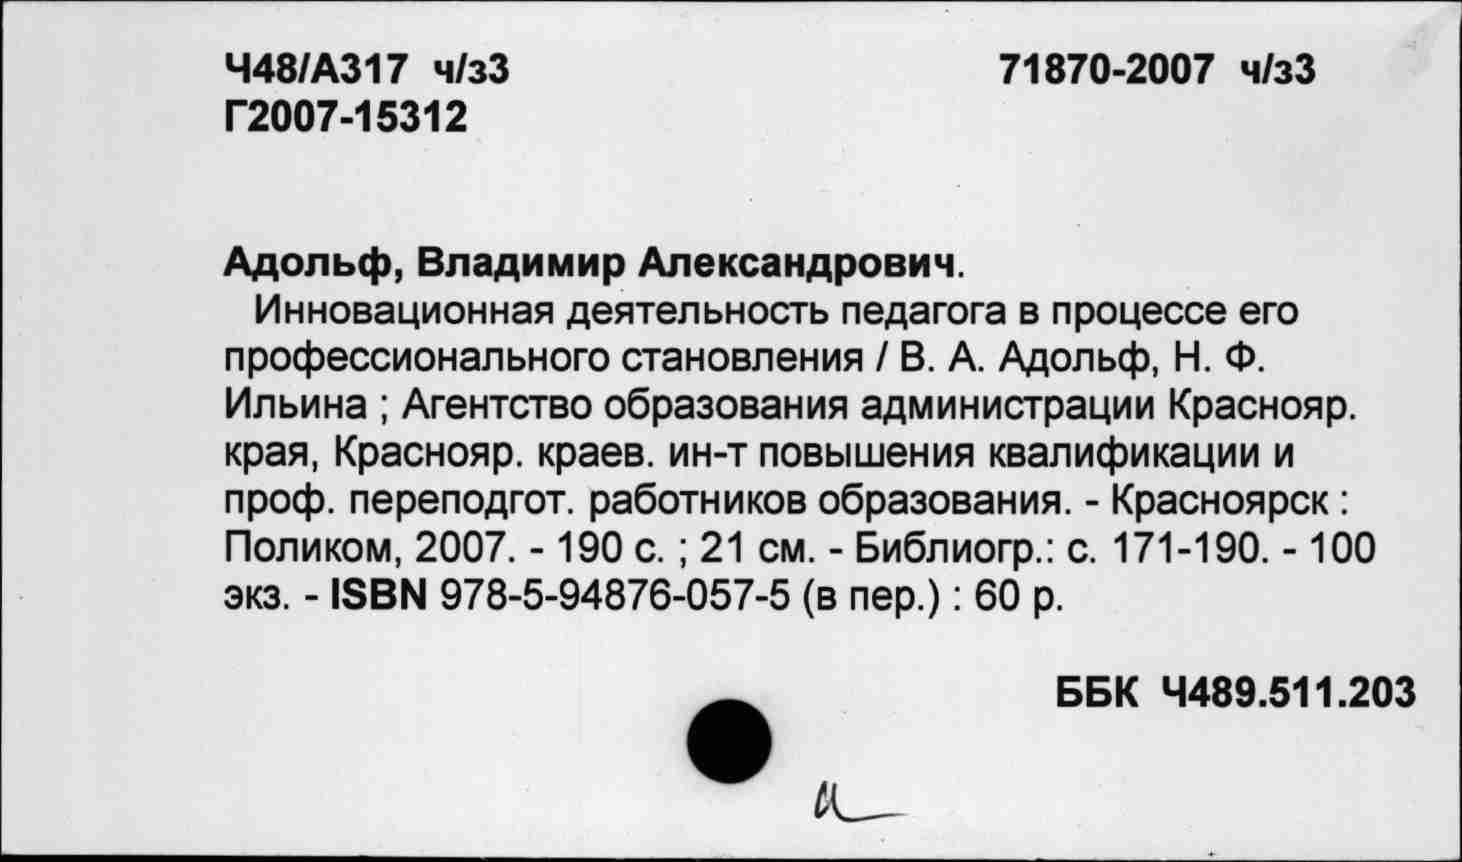 Ч48/А317 ч/з3 71870-2007 ч/з3
Г2007-15312
Адольф, Владимир Александрович.
Инновационная деятельность педагога в процессе его
профессионального становления / В. А. Адольф, Н. Ф.
Ильина ; Агентство образования администрации Краснояр.
края, Краснояр. краев. ин-т повышения квалификации и
проф. переподгот. работников образования. - Красноярск :
Поликом, 2007. - 190 с. ; 21 см. - Библиогр.: с. 171-190. - 100
экз. - ISBN 978-5-94876-057-5 (в пер.) : 60 р.
ББК Ч489.511.203